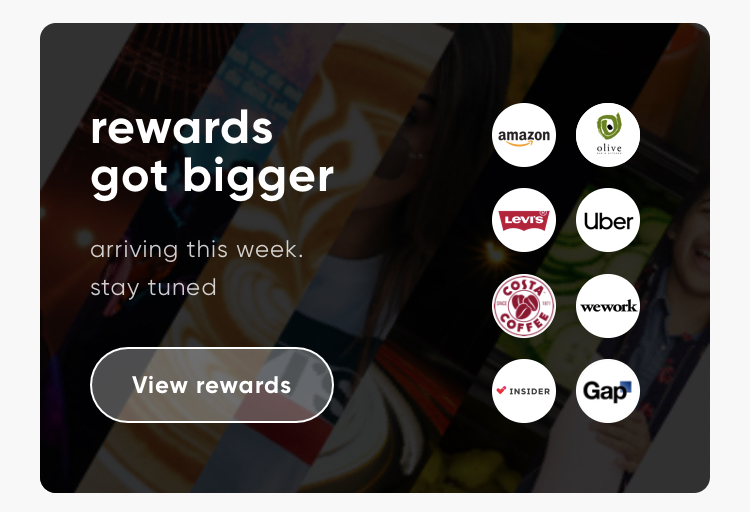 rewards
got bigger
arriving this week.
stay tuned
View rewards
amazon
olive
LEVI'S
Uber
COSTA
COFFEE
wework
INSIDER
Gap